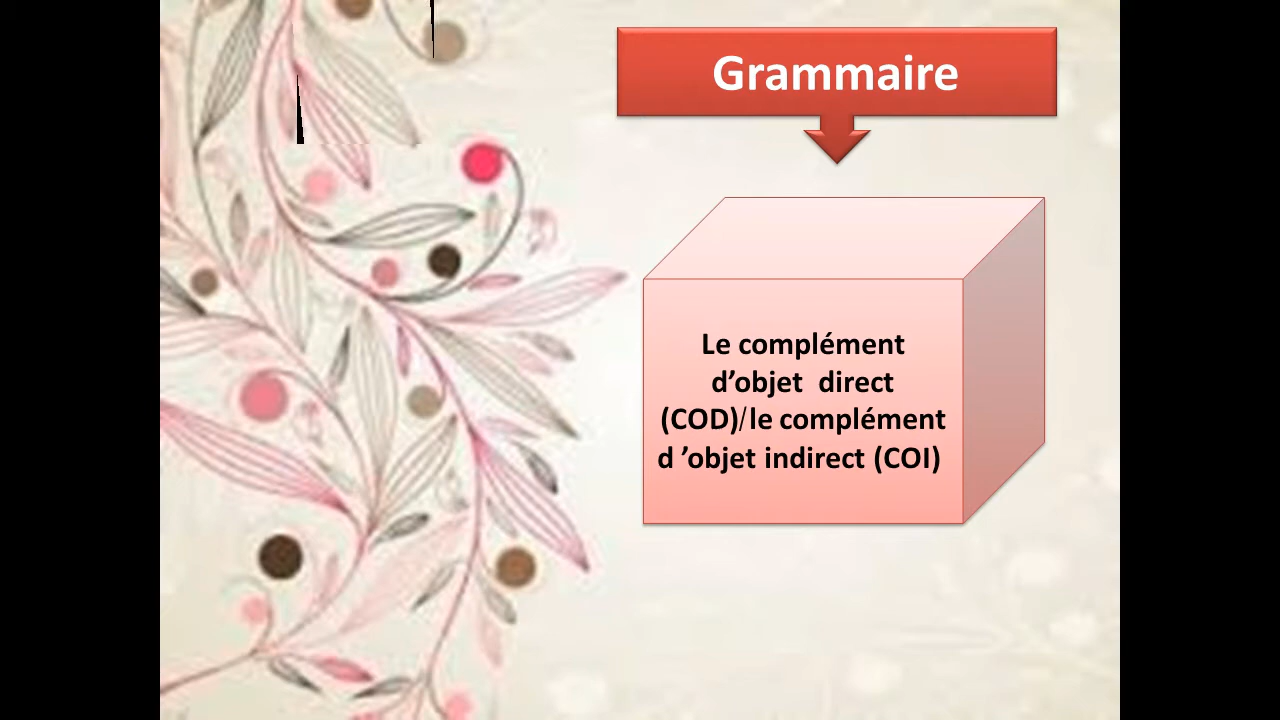 Grammaire
Le complément
d’objet  direct
(COD)/le complément
d ’objet indirect (COI)